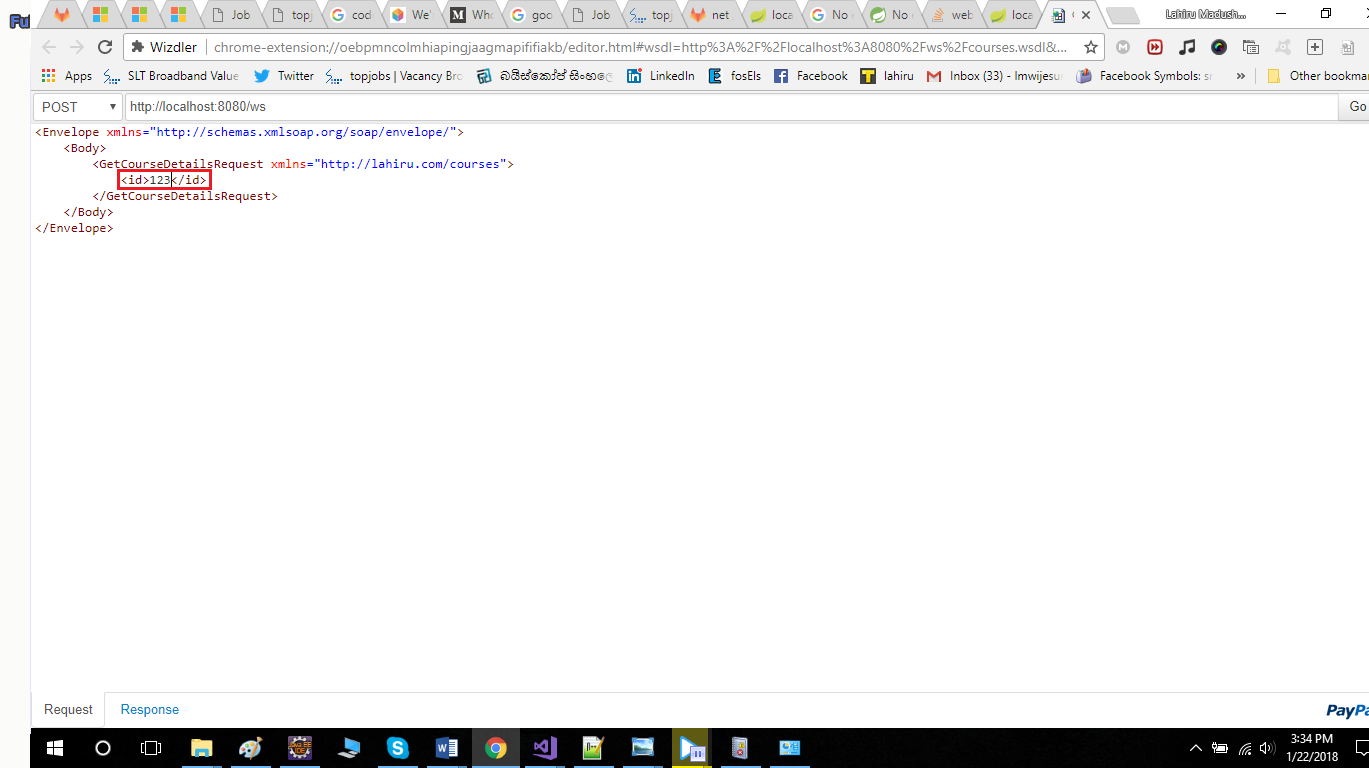 Fu
Job
topj
codi
We'
Who
goo
Job
topj
net
loca
No
No
web
loca
Lahiru Madush...
Wizdler
chrome-extension://oebpmncolmhiapingjaagmapififiakb/editor.html#wsdl=http%3A%2F%2Flocalhost%3A8080%2Fws%2Fcourses.wsdl&...
Apps
SLT Broadband Value
Twitter
topjobs | Vacancy Bro
බයිස්කෝප් සිංහලෙ
LinkedIn
fosEls
Facebook
lahiru
Inbox (33) - lmwijesu
Facebook Symbols: sm
»
Other bookmar
POST
http://localhost:8080/ws
Go
<Envelope xmlns="http://schemas.xmlsoap.org/soap/envelope/">
<Body>
<GetCourseDetailsRequest xmlns="http://lahiru.com/courses">
<id>123</id>
</GetCourseDetailsRequest>
</Body>
</Envelope>
Request
Response
PayPa
3:34 PM
1/22/2018